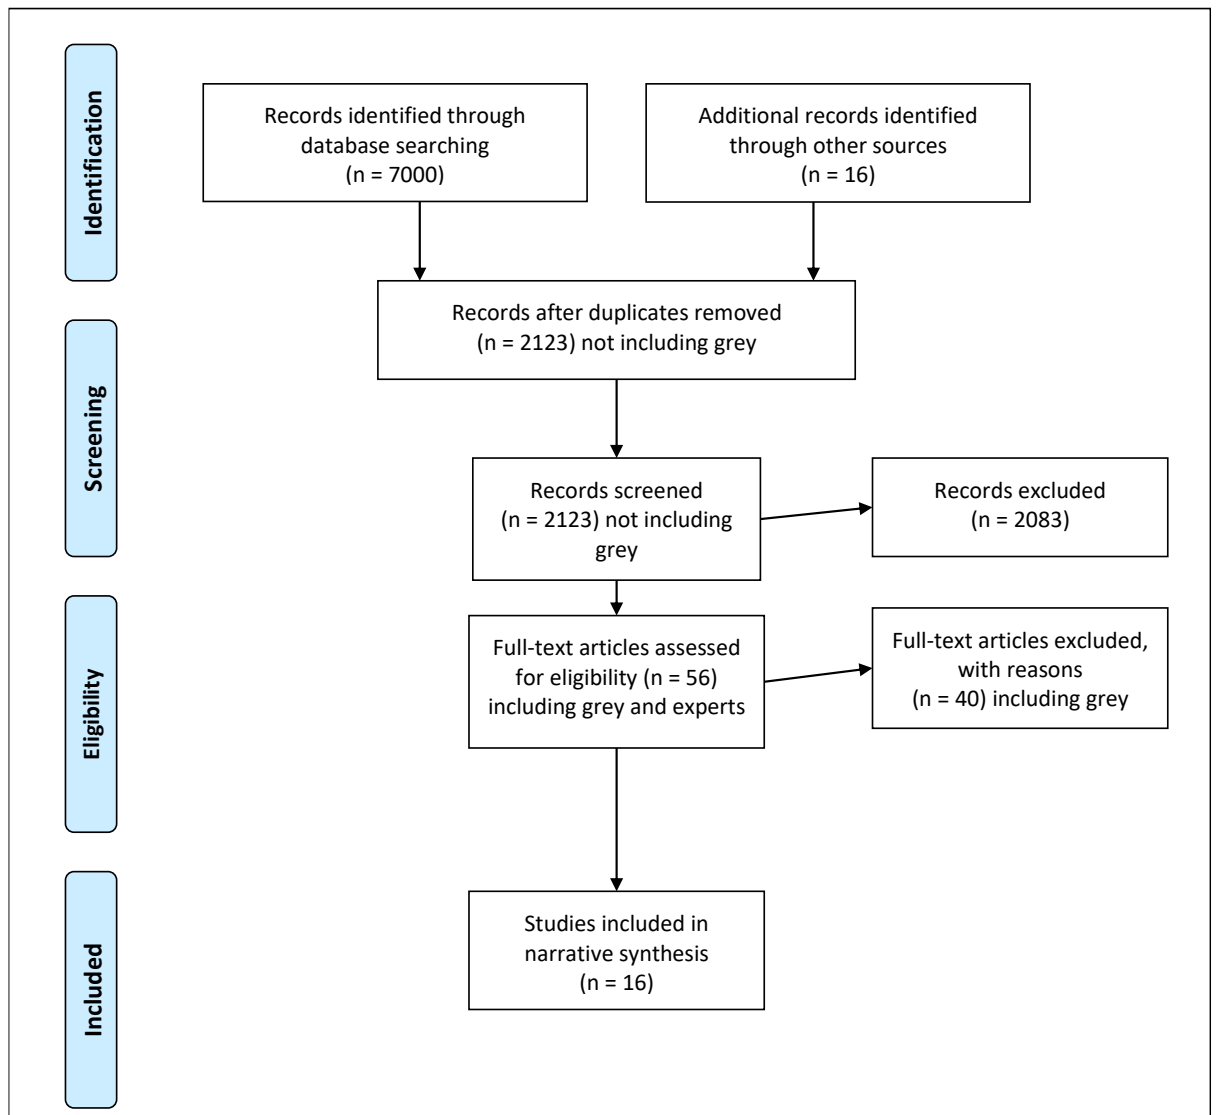 Identification
Records identified through
database searching
(n = 7000)
Additional records identified
through other sources
(n = 16)
Records after duplicates removed
(n = 2123) not including grey
Screening
Records screened
(n = 2123) not including
grey
Records excluded
(n = 2083)
Eligibility
Full-text articles assessed
for eligibility (n = 56)
including grey and experts
Full-text articles excluded,
with reasons
(n = 40) including grey
Included
Studies included in
narrative synthesis
(n = 16)